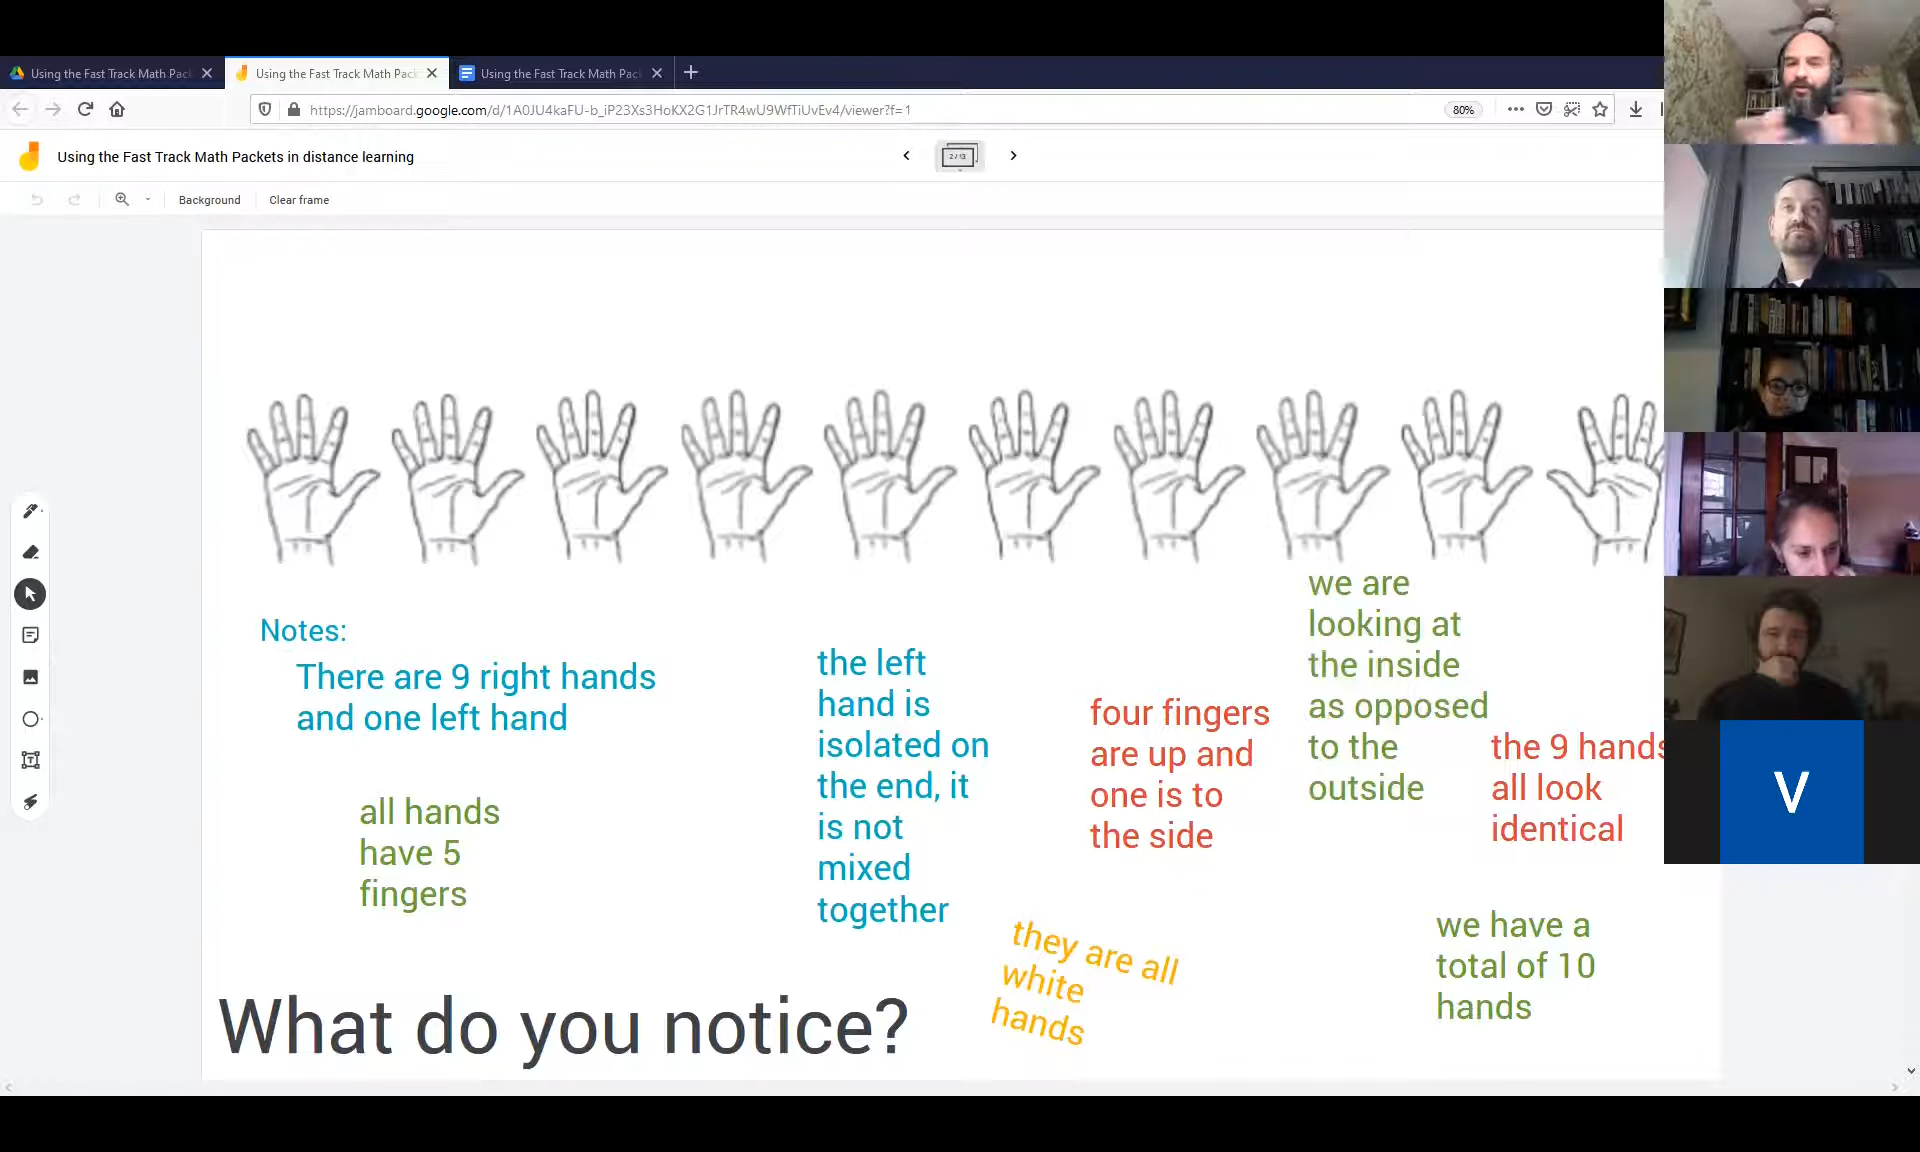 Using the Fast Track Math Pac
Using the Fast Track Math Pack
Using the Fast Track Math Pac
https://jamboard.google.com/d/1A0JU4kaFU-b_iP23Xs3HoKX2G1JrTR4wU9WfTiUvEv4/viewer?f=1
80%
Using the Fast Track Math Packets in distance learning
2 / 13
Background
Clear frame
Notes:
There are 9 right hands
and one left hand
all hands
have 5
fingers
the left
hand is
isolated on
the end, it
is not
mixed
together
four fingers
are up and
one is to
the side
we are
looking at
the inside
as opposed
to the
outside
the 9 hands
all look
identical
they are all
white
hands
we have a
total of 10
hands
What do you notice?
V